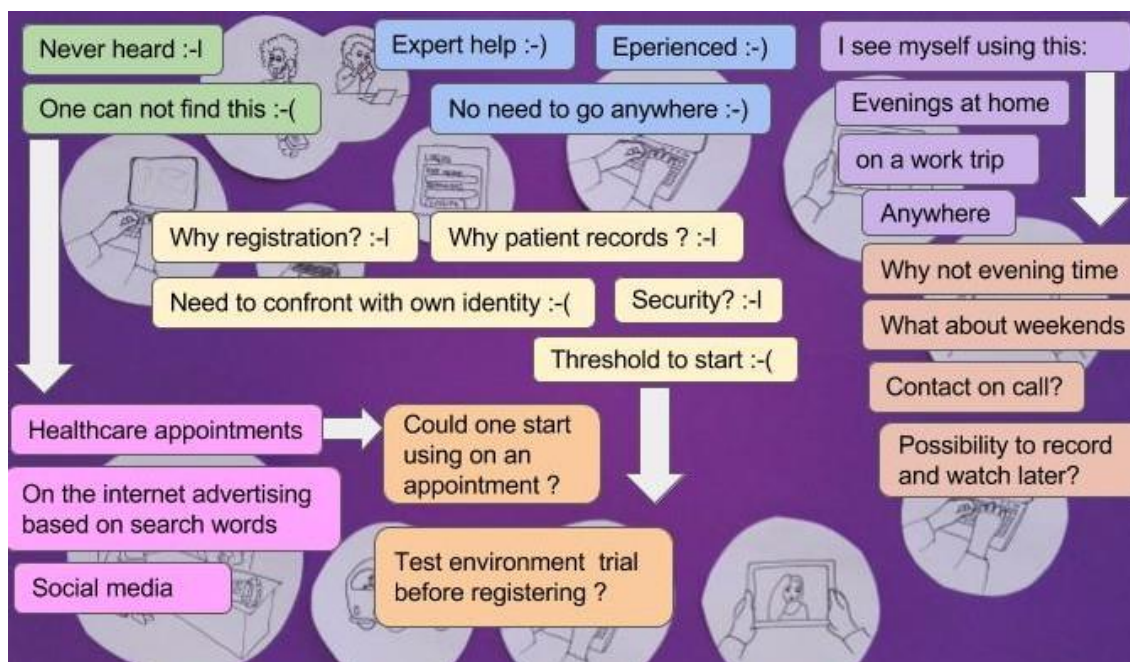 Never heard :-l
Expert help :-)
Eperienced :-)
I see myself using this:
One can not find this :-(
No need to go anywhere :-)
Evenings at home
on a work trip
Anywhere
Why registration? :-l
Why patient records ? :-l
Need to confront with own identity :-(
Security? :-l
Threshold to start :-(
Why not evening time
What about weekends
Contact on call?
Possibility to record
and watch later?
Healthcare appointments
Could one start
using on an
appointment ?
On the internet advertising
based on search words
Social media
Test environment trial
before registering ?